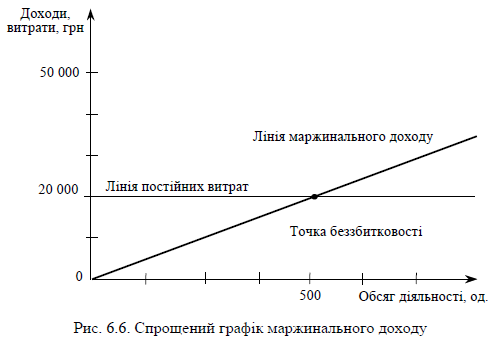 Доходи,
витрати, грн
50 000
Лінія маржинального доходу
Лінія постійних витрат
20 000
Точка беззбитковості
0
500
Обсяг діяльності, од.
Рис. 6.6. Спрощений графік маржинального доходу